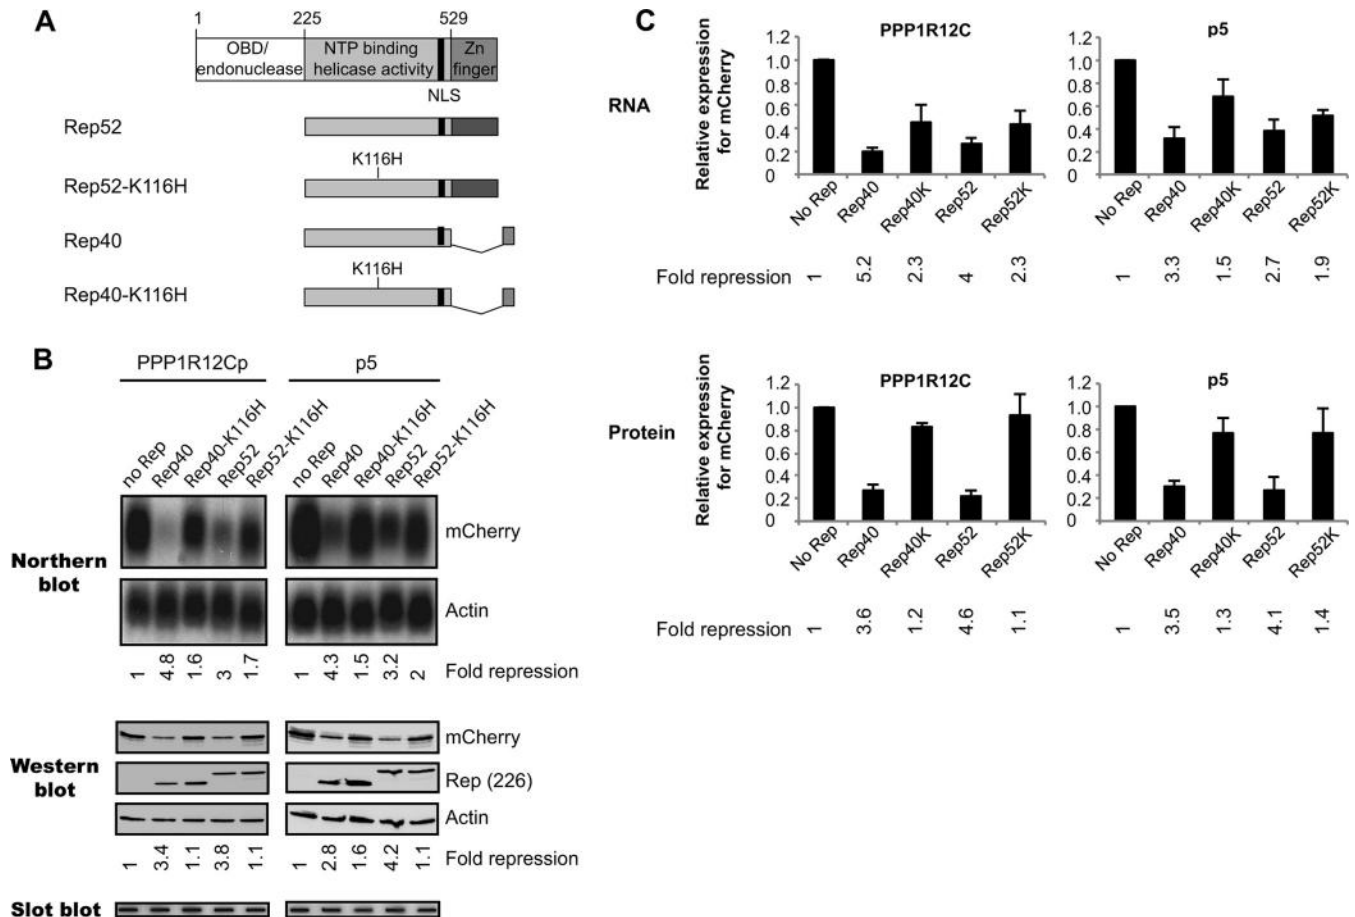 A
1 225 529
OBD/ endonuclease
NTP binding helicase activity
Zn finger
NLS
Rep52
K116H
Rep52-K116H
Rep40
K116H
Rep40-K116H
B
PPP1R12Cp p5
no Rep Rep40 Rep40-K116H Rep52 Rep52-K116H no Rep Rep40 Rep40-K116H Rep52 Rep52-K116H
Northern blot
mCherry
Actin
1 4.8 1.6 3 1.7 1 4.3 1.5 3.2 2 Fold repression
Western blot
mCherry
Rep (226)
Actin
1 3.4 1.1 3.8 1.1 1 2.8 1.6 4.2 1.1 Fold repression
Slot blot
C
RNA
PPP1R12C
Relative expression for mCherry
1.2
1.0
0.8
0.6
0.4
0.2
0
No Rep Rep40 Rep40K Rep52 Rep52K
p5
1.2
1.0
0.8
0.6
0.4
0.2
0
No Rep Rep40 Rep40K Rep52 Rep52K
Fold repression 1 5.2 2.3 4 2.3 1 3.3 1.5 2.7 1.9
Protein
PPP1R12C
Relative expression for mCherry
1.2
1.0
0.8
0.6
0.4
0.2
0
No Rep Rep40 Rep40K Rep52 Rep52K
p5
1.2
1.0
0.8
0.6
0.4
0.2
0
No Rep Rep40 Rep40K Rep52 Rep52K
Fold repression 1 3.6 1.2 4.6 1.1 1 3.5 1.3 4.1 1.4